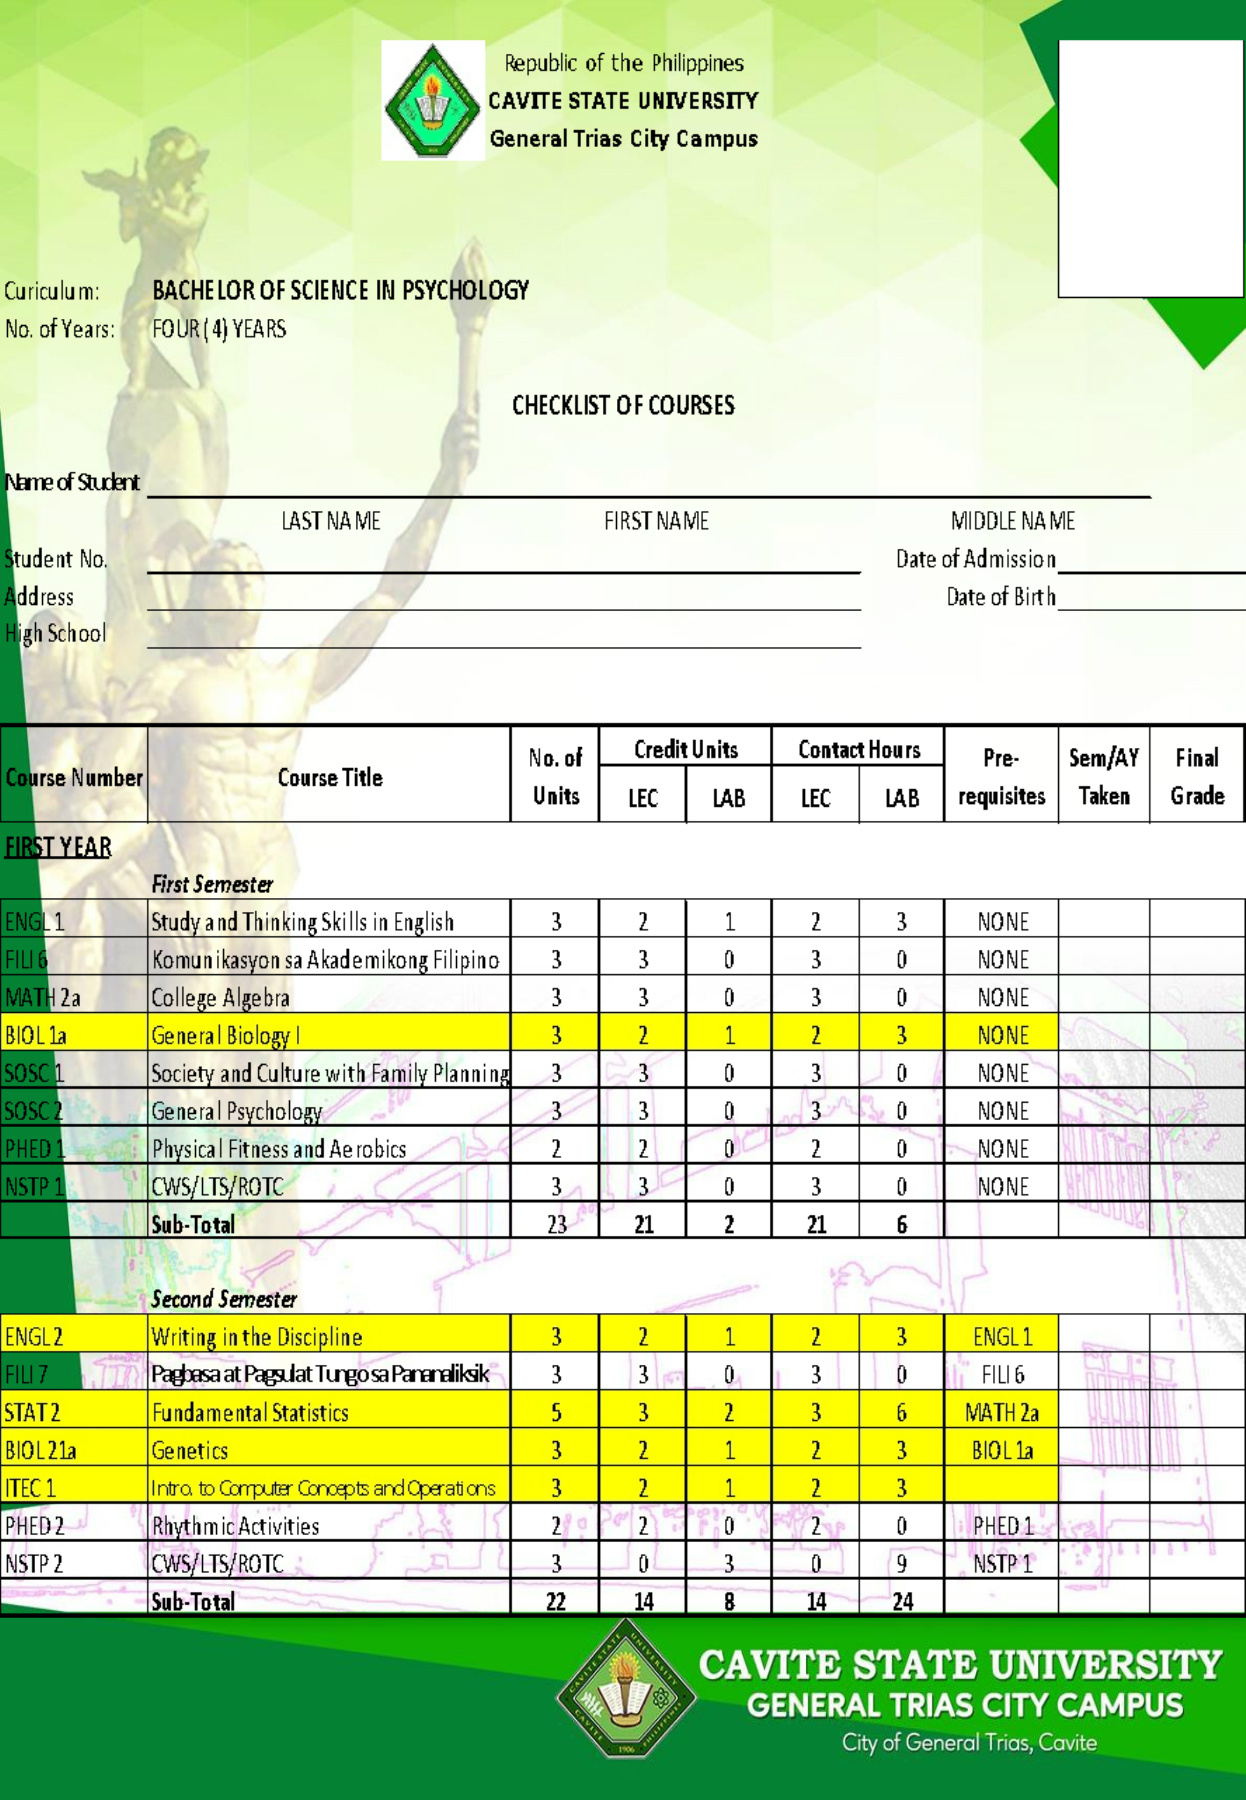 Republic of the Philippines
CAVITE STATE UNIVERSITY
General Trias City Campus
Curiculum: BACHELOR OF SCIENCE IN PSYCHOLOGY
No. of Years: FOUR (4) YEARS
CHECKLIST OF COURSES
Name of Student
LAST NAME FIRST NAME MIDDLE NAME
Student No. Date of Admission
Address Date of Birth
High School
Course Number Course Title No. of Units Credit Units Contact Hours Pre-requisites Sem/AY Taken Final Grade
LEC LAB LEC LAB
FIRST YEAR
First Semester
ENGL 1 Study and Thinking Skills in English 3 2 1 2 3 NONE
FILI 6 Komunikasyon sa Akademikong Filipino 3 3 0 3 0 NONE
MATH 2a College Algebra 3 3 0 3 0 NONE
BIOL 1a General Biology I 3 2 1 2 3 NONE
SOSC 1 Society and Culture with Family Planning 3 3 0 3 0 NONE
SOSC 2 General Psychology 3 3 0 3 0 NONE
PHED 1 Physical Fitness and Aerobics 2 2 0 2 0 NONE
NSTP 1 CWS/LTS/ROTC 3 3 0 3 0 NONE
Sub-Total 23 21 2 21 6
Second Semester
ENGL 2 Writing in the Discipline 3 2 1 2 3 ENGL 1
FILI 7 Pagbasa at Pagsulat Tungo sa Pananaliksik 3 3 0 3 0 FILI 6
STAT 2 Fundamental Statistics 5 3 2 3 6 MATH 2a
BIOL 21a Genetics 3 2 1 2 3 BIOL 1a
ITEC 1 Intro. to Computer Concepts and Operations 3 2 1 2 3
PHED 2 Rhythmic Activities 2 2 0 2 0 PHED 1
NSTP 2 CWS/LTS/ROTC 3 0 3 0 9 NSTP 1
Sub-Total 22 14 8 14 24
CAVITE STATE UNIVERSITY
GENERAL TRIAS CITY CAMPUS
City of General Trias, Cavite
CAVITE STATE UNIVERSITY
CAVITE PHILIPPINES
1906